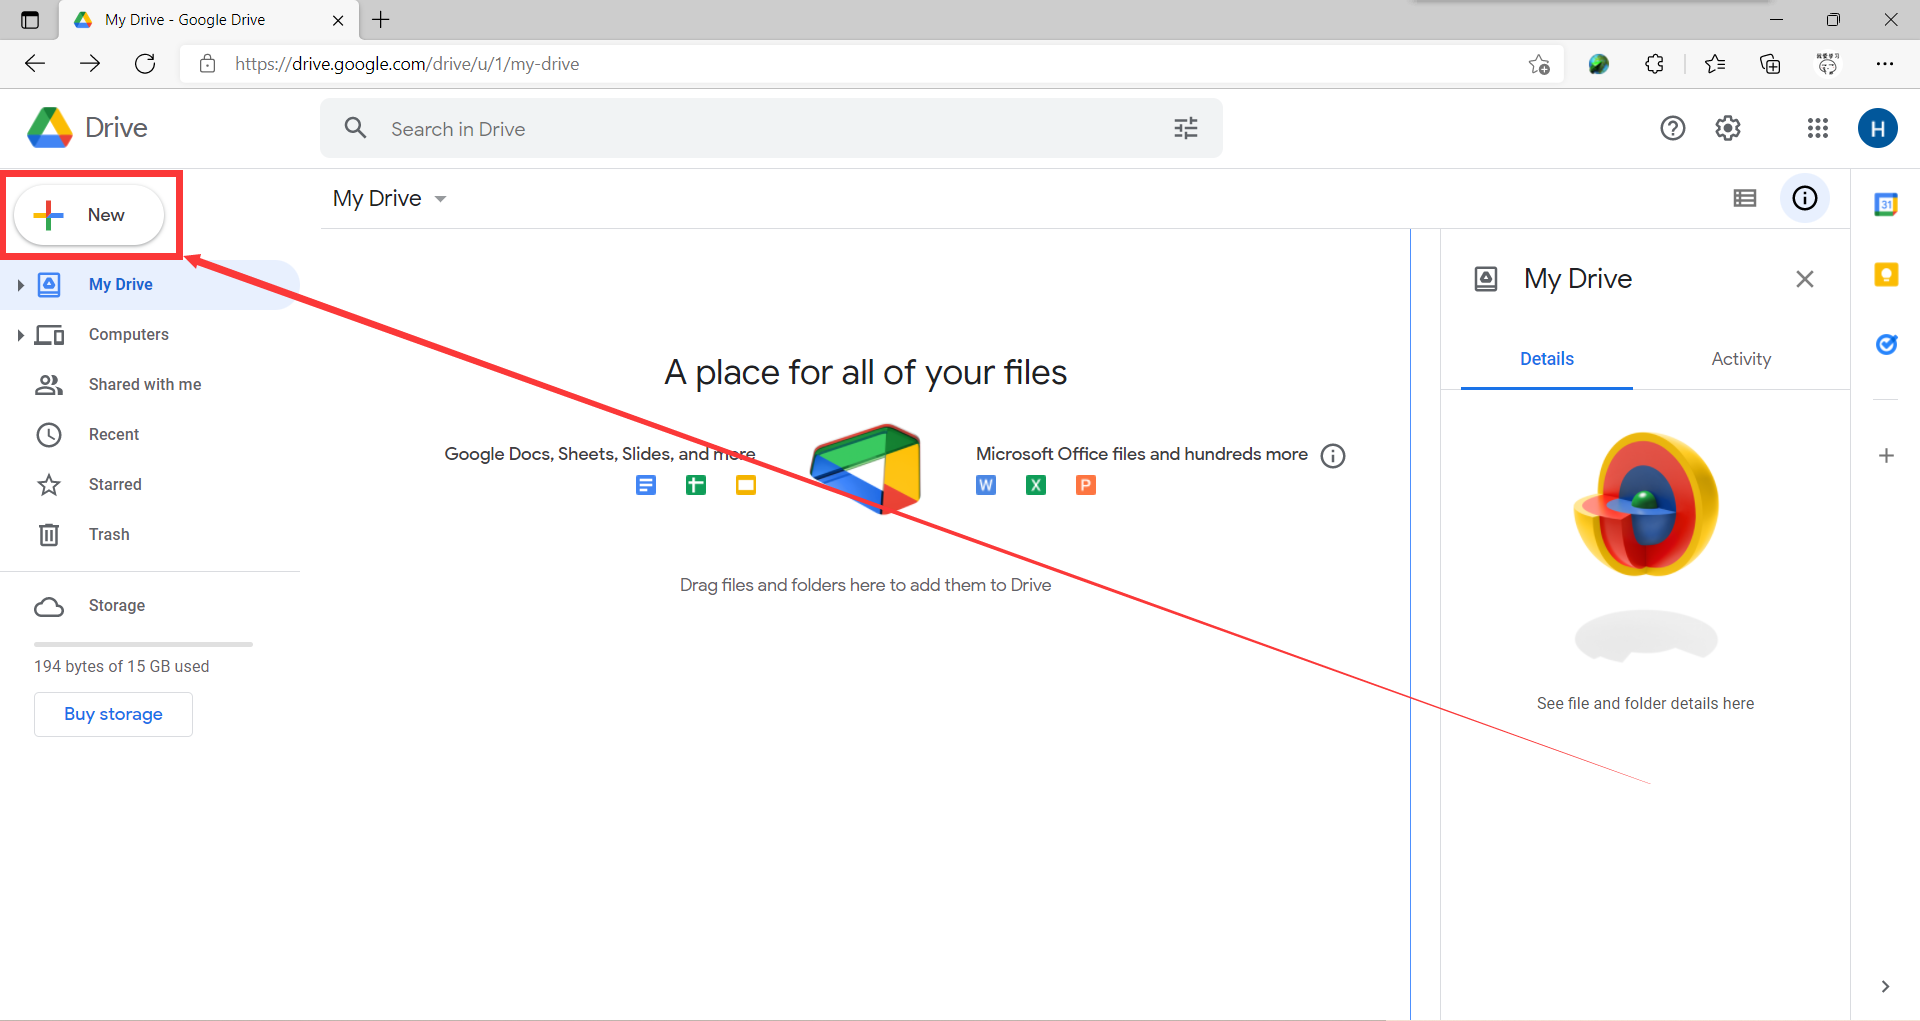 My Drive - Google Drive
https://drive.google.com/drive/u/1/my-drive
Drive
Search in Drive
H
New
My Drive
31
My Drive
My Drive
Computers
Details
Activity
Shared with me
A place for all of your files
Recent
Google Docs, Sheets, Slides, and more
Microsoft Office files and hundreds more
W
X
P
Starred
Trash
Drag files and folders here to add them to Drive
Storage
194 bytes of 15 GB used
See file and folder details here
Buy storage